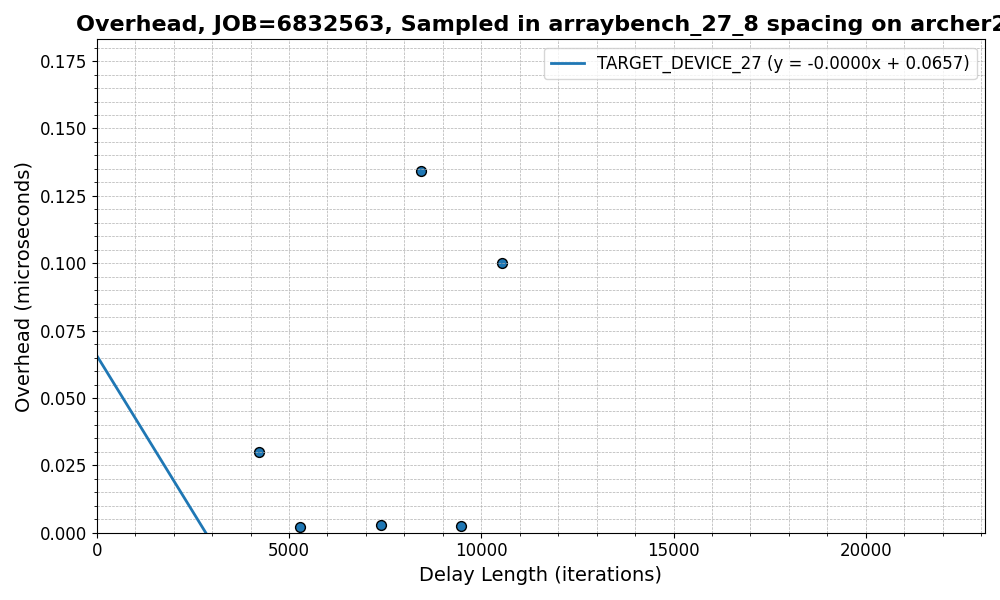 Overhead, JOB=6832563, Sampled in arraybench_27_8 spacing on archer2
TARGET_DEVICE_27 (y = -0.0000x + 0.0657)
Overhead (microseconds)
0.175
0.150
0.125
0.100
0.075
0.050
0.025
0.000
0 5000 10000 15000 20000
Delay Length (iterations)